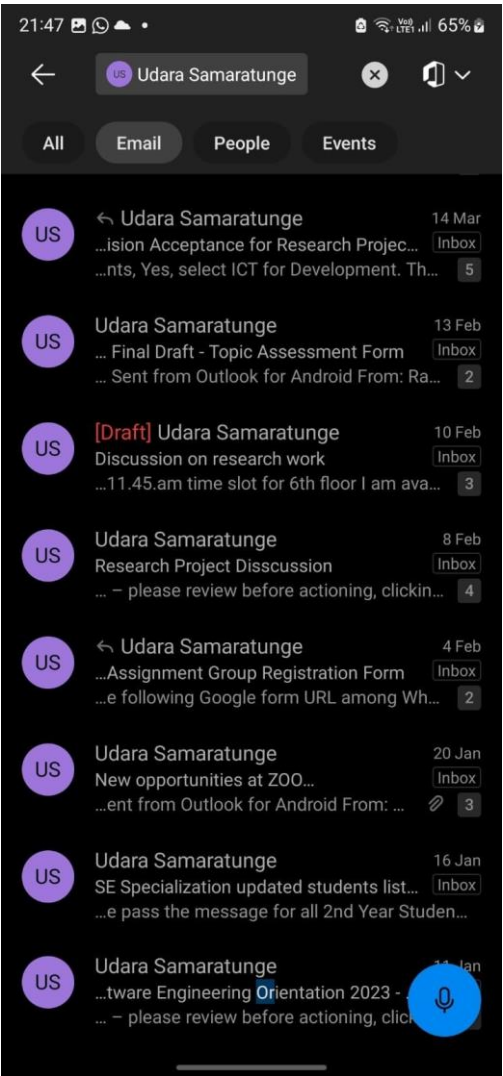 21:47 65%
Vo)) LTE1
US Udara Samaratunge
All Email People Events
US
Udara Samaratunge 14 Mar
...ision Acceptance for Research Projec... Inbox
...nts, Yes, select ICT for Development. Th... 5
US
Udara Samaratunge 13 Feb
... Final Draft - Topic Assessment Form Inbox
... Sent from Outlook for Android From: Ra... 2
US
[Draft] Udara Samaratunge 10 Feb
Discussion on research work Inbox
...11.45.am time slot for 6th floor I am ava... 3
US
Udara Samaratunge 8 Feb
Research Project Disscussion Inbox
... – please review before actioning, clickin... 4
US
Udara Samaratunge 4 Feb
...Assignment Group Registration Form Inbox
...e following Google form URL among Wh... 2
US
Udara Samaratunge 20 Jan
New opportunities at ZOO... Inbox
...ent from Outlook for Android From: ... 3
US
Udara Samaratunge 16 Jan
SE Specialization updated students list... Inbox
...e pass the message for all 2nd Year Studen...
US
Udara Samaratunge 11 Jan
...tware Engineering Orientation 2023 - .
... – please review before actioning, clic